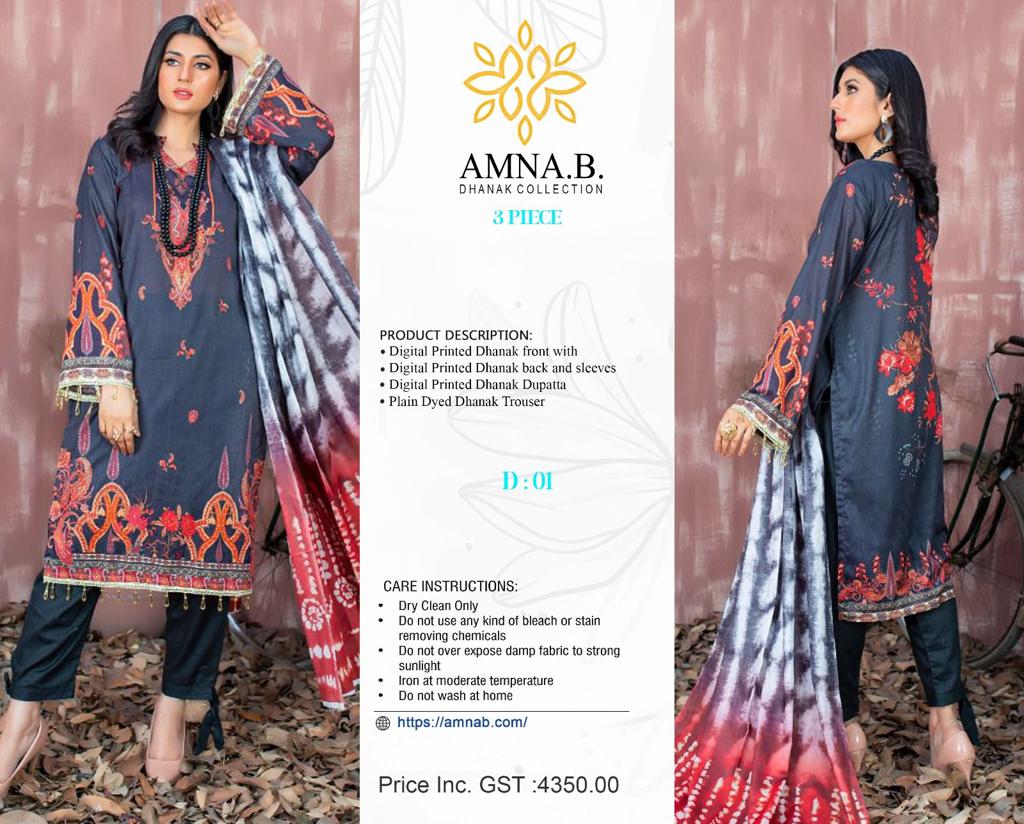 AMNA.B.
DHANAK COLLECTION
3 PIECE
PRODUCT DESCRIPTION:
• Digital Printed Dhanak front with
• Digital Printed Dhanak back and sleeves
• Digital Printed Dhanak Dupatta
• Plain Dyed Dhanak Trouser
D : 01
CARE INSTRUCTIONS:
• Dry Clean Only
• Do not use any kind of bleach or stain
removing chemicals
• Do not over expose damp fabric to strong
sunlight
• Iron at moderate temperature
• Do not wash at home
https://amnab.com/
Price Inc. GST :4350.00